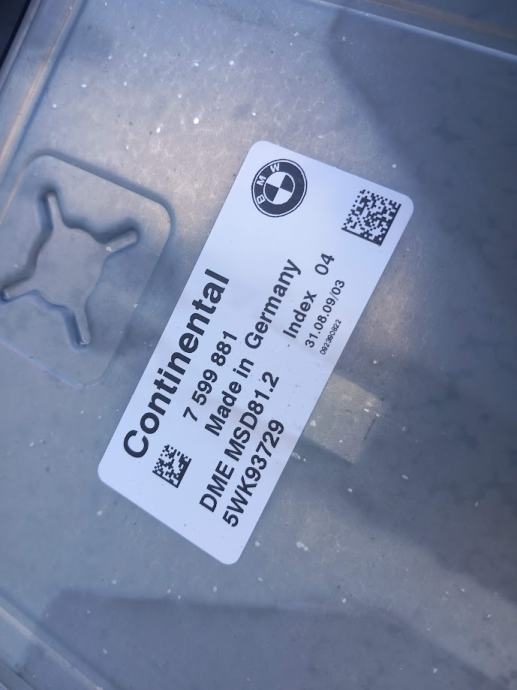 BMW
Continental
7 599 881
Made in Germany
DME MSD81.2 Index 04
5WK93729 31.08.09/03